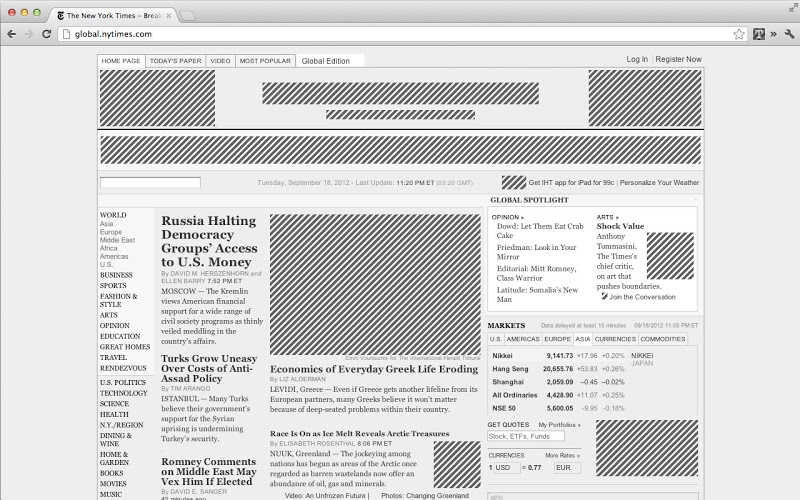 The New York Times – Break
global.nytimes.com
HOME PAGE
TODAY'S PAPER
VIDEO
MOST POPULAR
Global Edition
Log In
Register Now
Tuesday, September 18, 2012 - Last Update: 11:20 PM ET (03:20 GMT)
Get IHT app for iPad for 99c | Personalize Your Weather
WORLD
Asia
Europe
Middle East
Africa
Americas
U.S.
BUSINESS
SPORTS
FASHION &
STYLE
ARTS
OPINION
EDUCATION
GREAT HOMES
TRAVEL
RENDEZVOUS
U.S. POLITICS
TECHNOLOGY
SCIENCE
HEALTH
N.Y./REGION
DINING &
WINE
HOME &
GARDEN
BOOKS
MOVIES
MUSIC
Russia Halting
Democracy
Groups' Access
to U.S. Money
By DAVID M. HERSZENHORN and
ELLEN BARRY 7:52 PM ET
MOSCOW — The Kremlin
views American financial
support for a wide range of
civil society programs as thinly
veiled meddling in the
country's affairs.
Turks Grow Uneasy
Over Costs of Anti-
Assad Policy
By TIM ARANGO
ISTANBUL — Many Turks
believe their government's
support for the Syrian
uprising is undermining
Turkey's security.
Romney Comments
on Middle East May
Vex Him If Elected
By DAVID E. SANGER
45 minutes ago
for The International Herald Tribune
Economics of Everyday Greek Life Eroding
By LIZ ALDERMAN
LEVIDI, Greece — Even if Greece gets another lifeline from its
European partners, many Greeks believe it won't matter
because of deep-seated problems within their country.
Race Is On as Ice Melt Reveals Arctic Treasures
By ELISABETH ROSENTHAL 8:06 PM ET
NUUK, Greenland — The jockeying among
nations has begun as areas of the Arctic once
regarded as barren wastelands now offer an
abundance of oil, gas and minerals.
Video: An Unfrozen Future |
Photos: Changing Greenland
GLOBAL SPOTLIGHT
OPINION »
Dowd: Let Them Eat Crab
Cake
Friedman: Look in Your
Mirror
Editorial: Mitt Romney,
Class Warrior
Latitude: Somalia's New
Man
ARTS »
Shock Value
Anthony
Tommasini,
The Times's
chief critic,
on art that
pushes boundaries.
Join the Conversation
MARKETS
Data delayed at least 15 minutes
09/18/2012 11:05 PM ET
U.S.
AMERICAS
EUROPE
ASIA
CURRENCIES
COMMODITIES
Nikkei 9,141.73 +17.96 +0.20%
Hang Seng 20,655.76 +53.83 +0.26%
Shanghai 2,059.09 –0.45 –0.02%
All Ordinaries 4,428.90 +11.07 +0.25%
NSE 50 5,600.05 -9.95 -0.18%
NIKKEI
JAPAN
GET QUOTES
My Portfolios »
Stock, ETFs, Funds
CURRENCIES
More Rates »
1 USD = 0.77 EUR